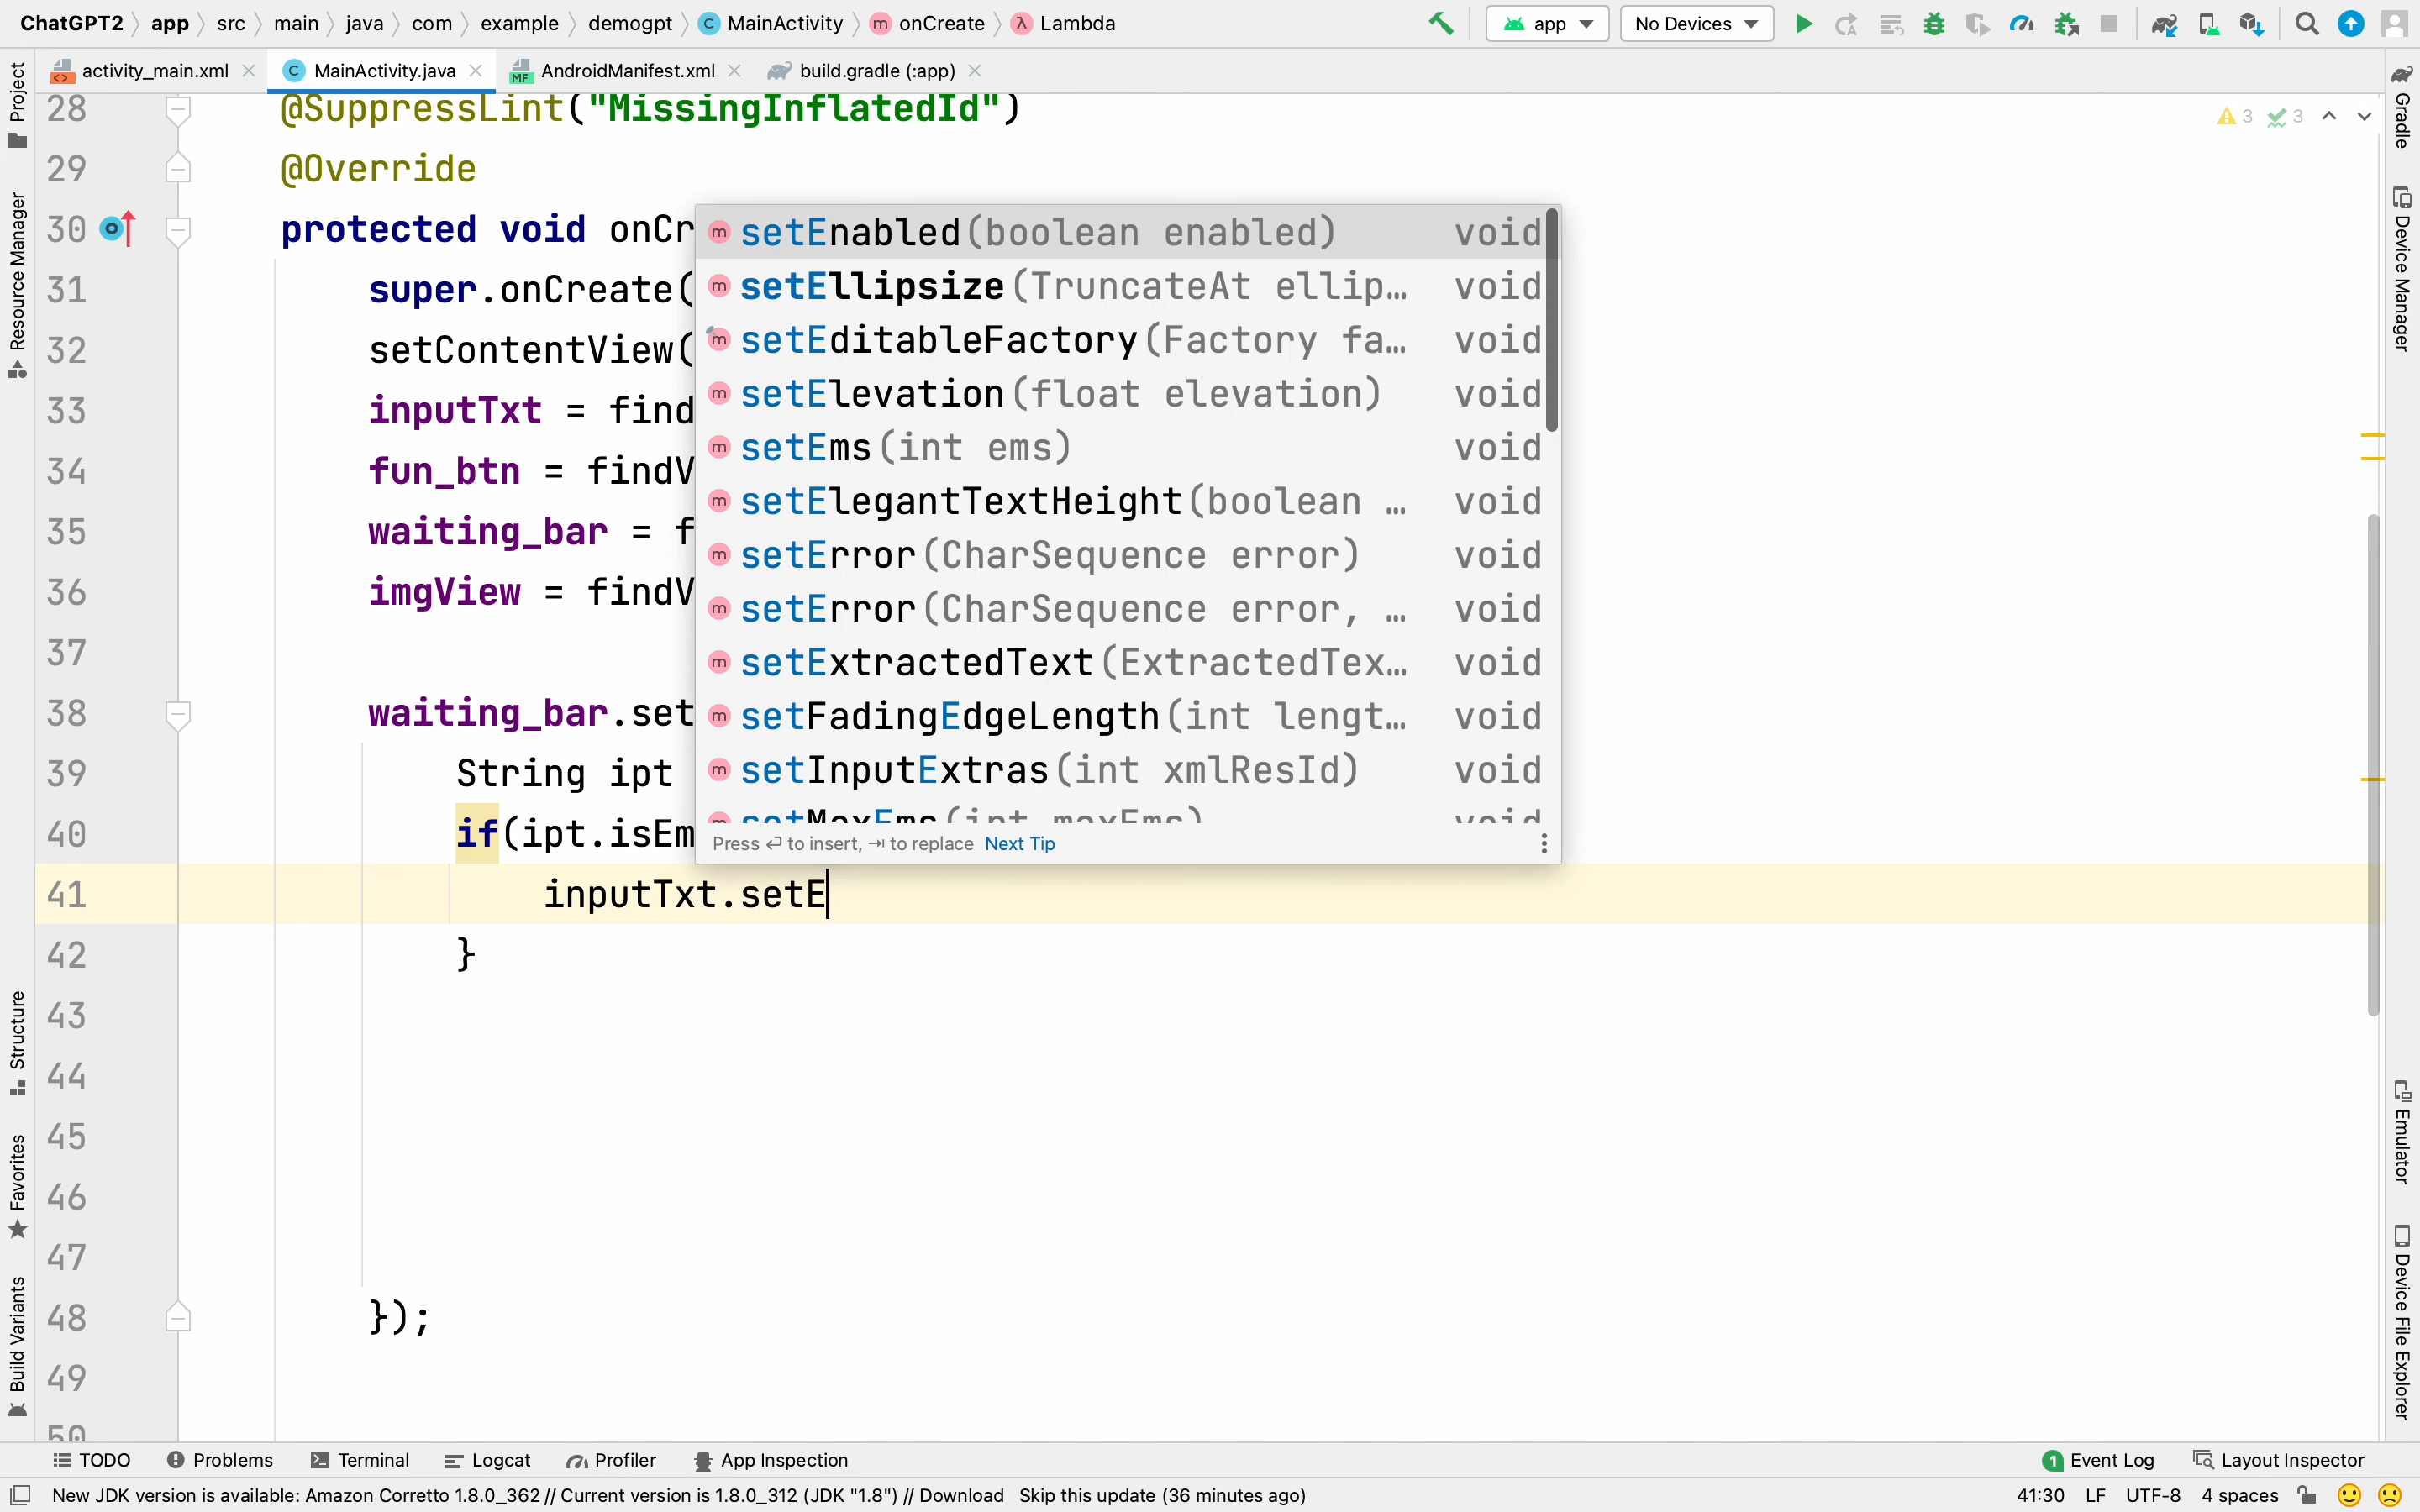 ChatGPT2 app src main java com example demogpt MainActivity onCreate Lambda app No Devices
activity_main.xml MainActivity.java AndroidManifest.xml build.gradle (:app)
28 @SuppressLint("MissingInflatedId")
3 3
29 @Override
30 protected void onCr
31 super.onCreate(
32 setContentView(
33 inputTxt = find
34 fun_btn = findV
35 waiting_bar = f
36 imgView = findV
37
38 waiting_bar.set
39 String ipt
40 if(ipt.isEm
41 inputTxt.setE
42 }
43
44
45
46
47
48 });
49
50
setEnabled(boolean enabled) void
setEllipsize(TruncateAt ellip… void
setEditableFactory(Factory fa… void
setElevation(float elevation) void
setEms(int ems) void
setElegantTextHeight(boolean … void
setError(CharSequence error) void
setError(CharSequence error, … void
setExtractedText(ExtractedTex… void
setFadingEdgeLength(int lengt… void
setInputExtras(int xmlResId) void
setMaxEms(int maxEms) void
Press ⏎ to insert, ⇥ to replace Next Tip
Project
Resource Manager
Structure
Favorites
Build Variants
Gradle
Device Manager
Emulator
Device File Explorer
TODO Problems Terminal Logcat Profiler App Inspection 1 Event Log Layout Inspector
New JDK version is available: Amazon Corretto 1.8.0_362 // Current version is 1.8.0_312 (JDK "1.8") // Download Skip this update (36 minutes ago) 41:30 LF UTF-8 4 spaces